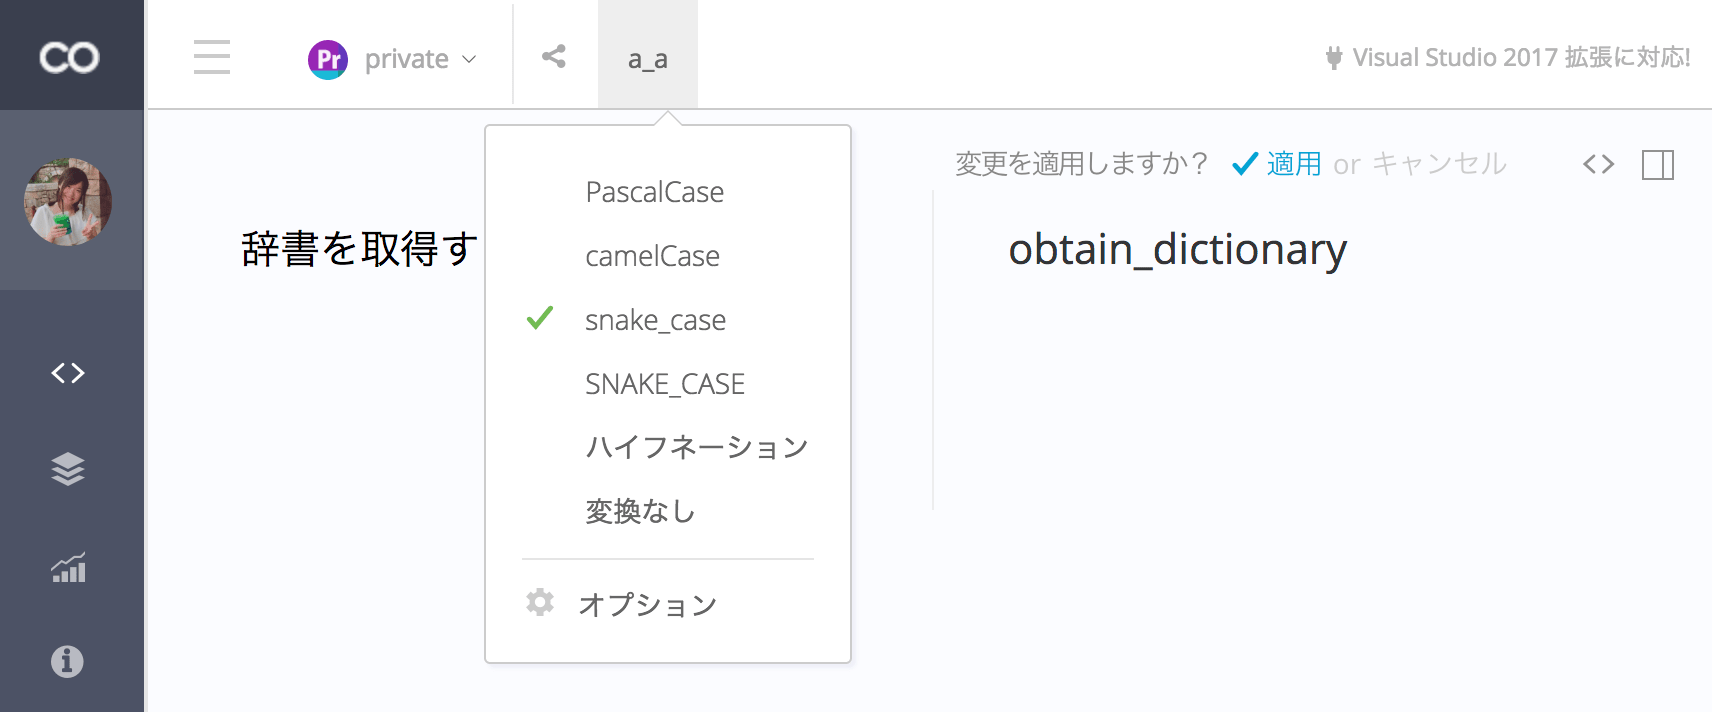 CO
Pr private
a_a
Visual Studio 2017 拡張に対応!
変更を適用しますか? 適用 or キャンセル
辞書を取得す
obtain_dictionary
PascalCase
camelCase
snake_case
SNAKE_CASE
ハイフネーション
変換なし
オプション